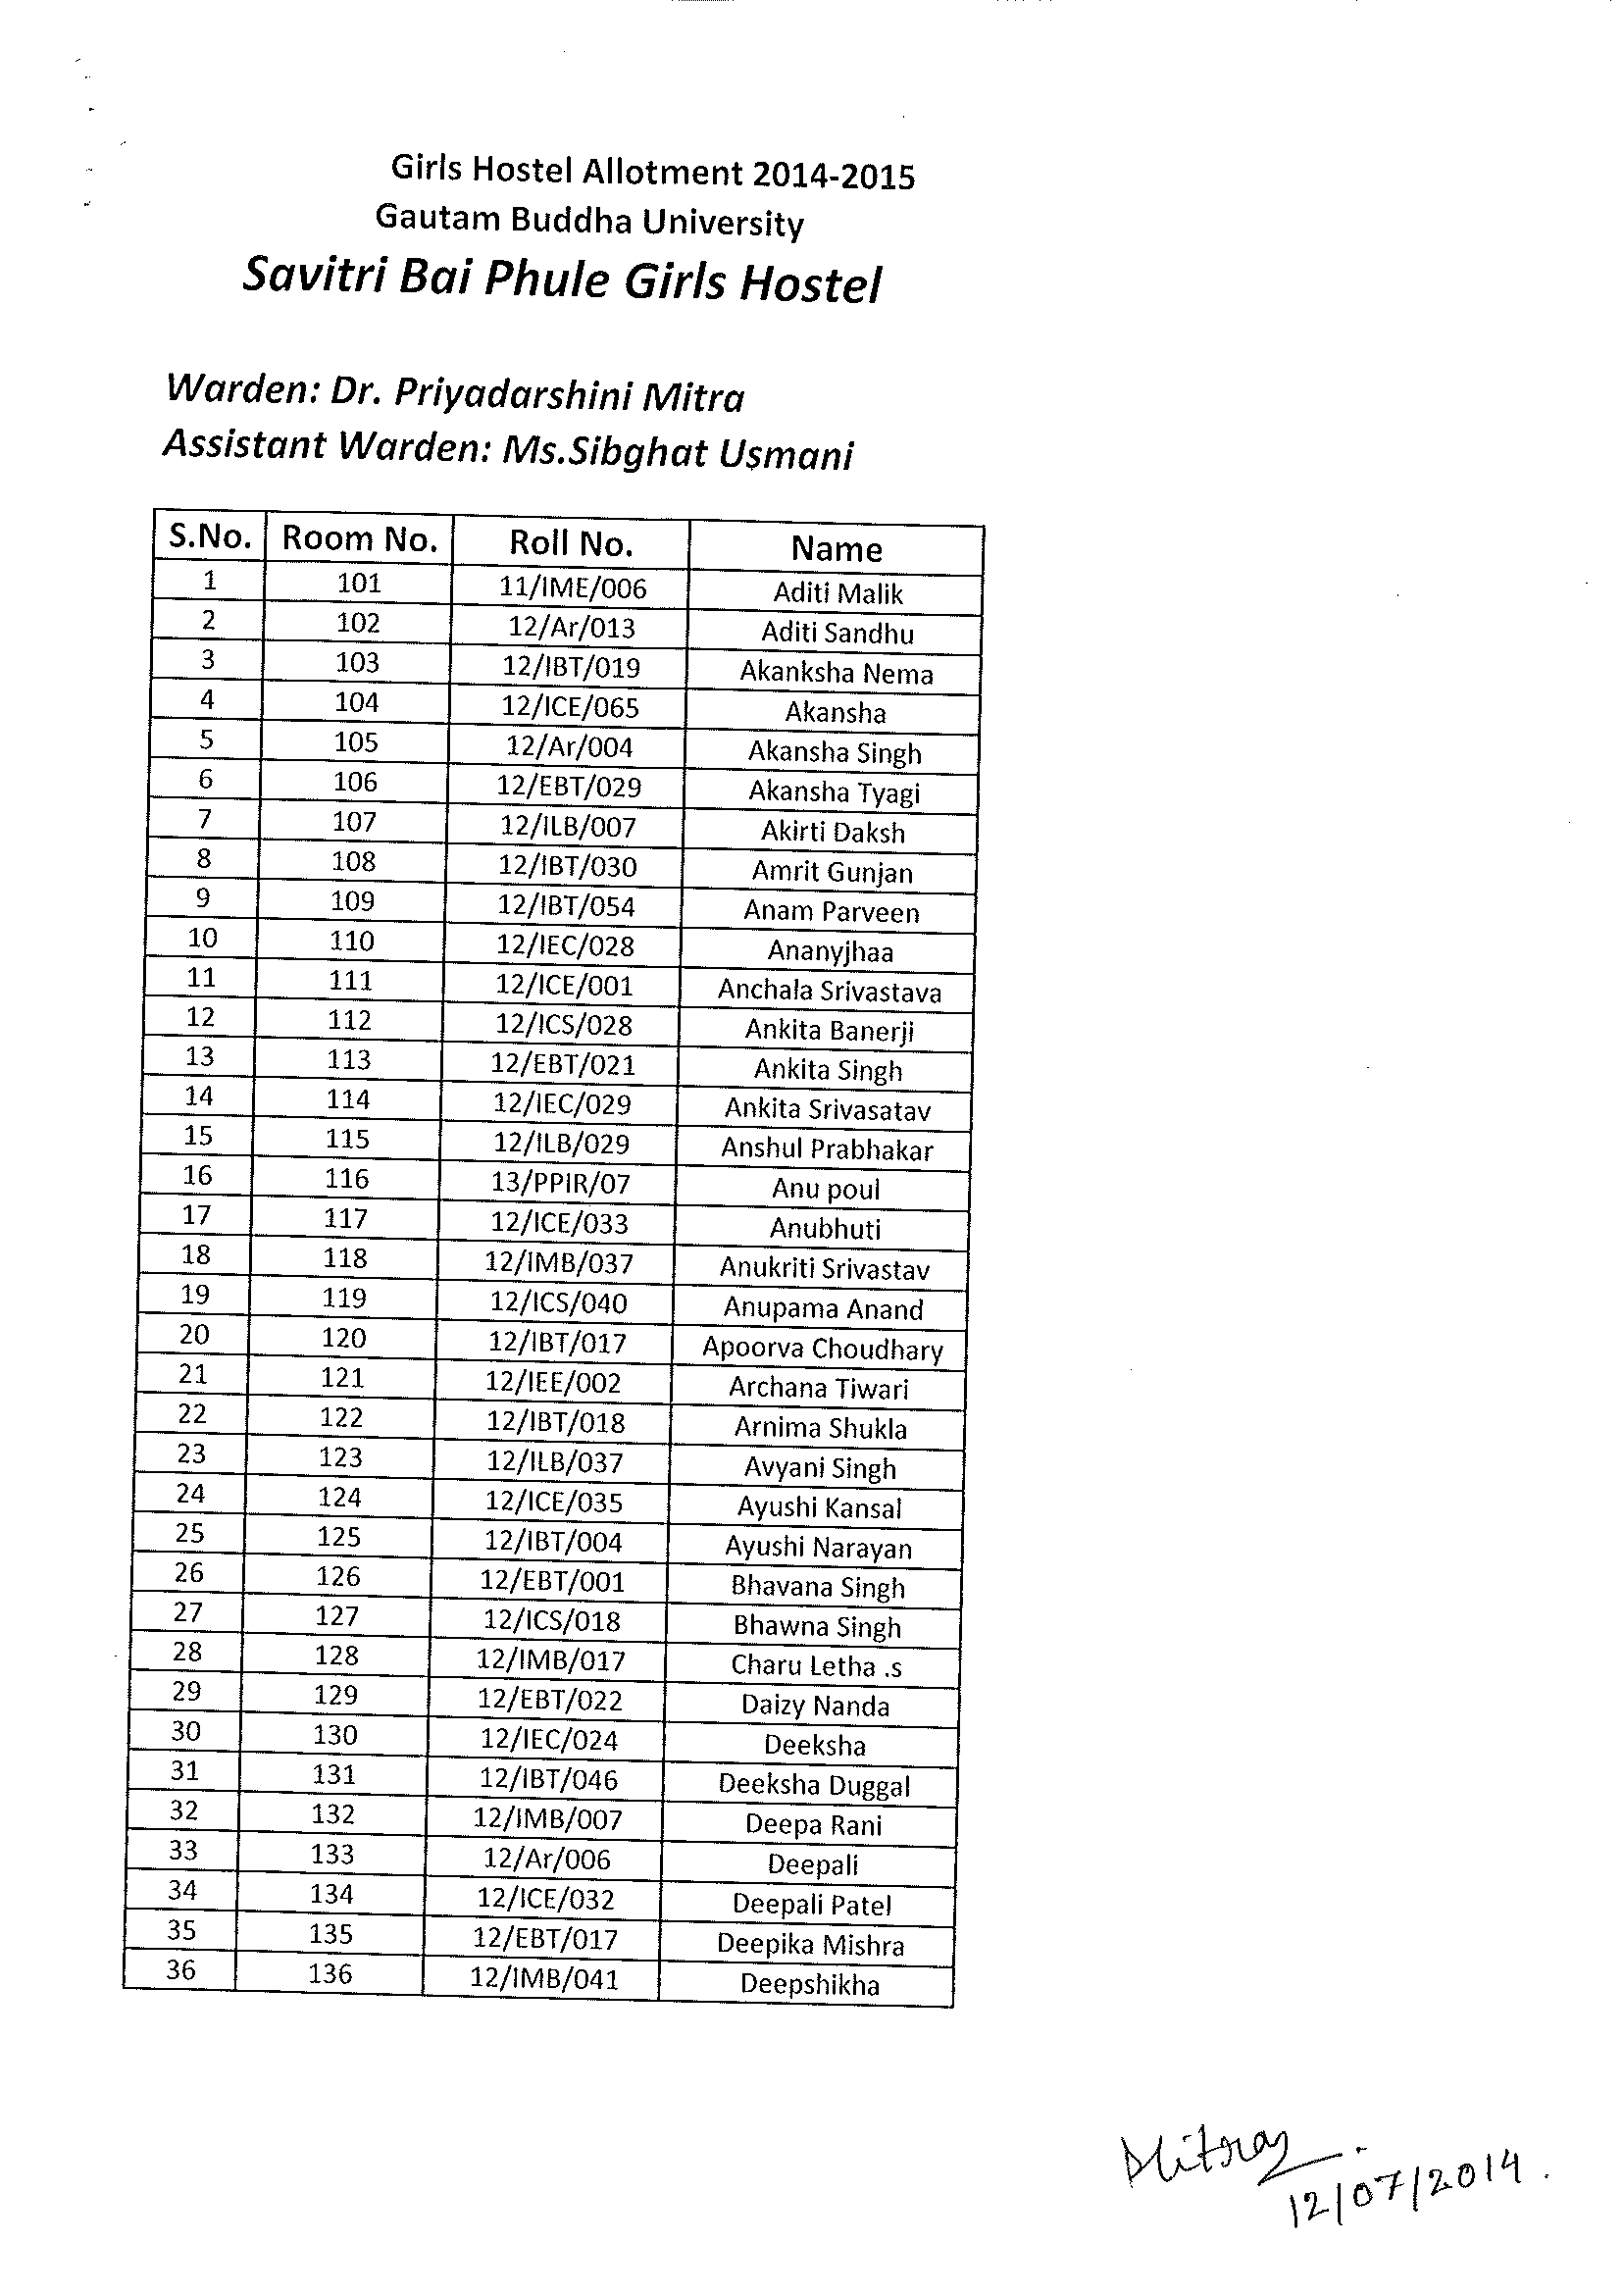 Girls Hostel Allotment 2014-2015
Gautam Buddha University
Savitri Bai Phule Girls Hostel
Warden: Dr. Priyadarshini Mitra
Assistant Warden: Ms.Sibghat Usmani
S.No. Room No. Roll No. Name
1 101 11/IME/006 Aditi Malik
2 102 12/Ar/013 Aditi Sandhu
3 103 12/IBT/019 Akanksha Nema
4 104 12/ICE/065 Akansha
5 105 12/Ar/004 Akansha Singh
6 106 12/EBT/029 Akansha Tyagi
7 107 12/ILB/007 Akirti Daksh
8 108 12/IBT/030 Amrit Gunjan
9 109 12/IBT/054 Anam Parveen
10 110 12/IEC/028 Ananyjhaa
11 111 12/ICE/001 Anchala Srivastava
12 112 12/ICS/028 Ankita Banerji
13 113 12/EBT/021 Ankita Singh
14 114 12/IEC/029 Ankita Srivasatav
15 115 12/ILB/029 Anshul Prabhakar
16 116 13/PPIR/07 Anu poul
17 117 12/ICE/033 Anubhuti
18 118 12/IMB/037 Anukriti Srivastav
19 119 12/ICS/040 Anupama Anand
20 120 12/IBT/017 Apoorva Choudhary
21 121 12/IEE/002 Archana Tiwari
22 122 12/IBT/018 Arnima Shukla
23 123 12/ILB/037 Avyani Singh
24 124 12/ICE/035 Ayushi Kansal
25 125 12/IBT/004 Ayushi Narayan
26 126 12/EBT/001 Bhavana Singh
27 127 12/ICS/018 Bhawna Singh
28 128 12/IMB/017 Charu Letha .s
29 129 12/EBT/022 Daizy Nanda
30 130 12/IEC/024 Deeksha
31 131 12/IBT/046 Deeksha Duggal
32 132 12/IMB/007 Deepa Rani
33 133 12/Ar/006 Deepali
34 134 12/ICE/032 Deepali Patel
35 135 12/EBT/017 Deepika Mishra
36 136 12/IMB/041 Deepshikha
Mitra
12/07/2014.